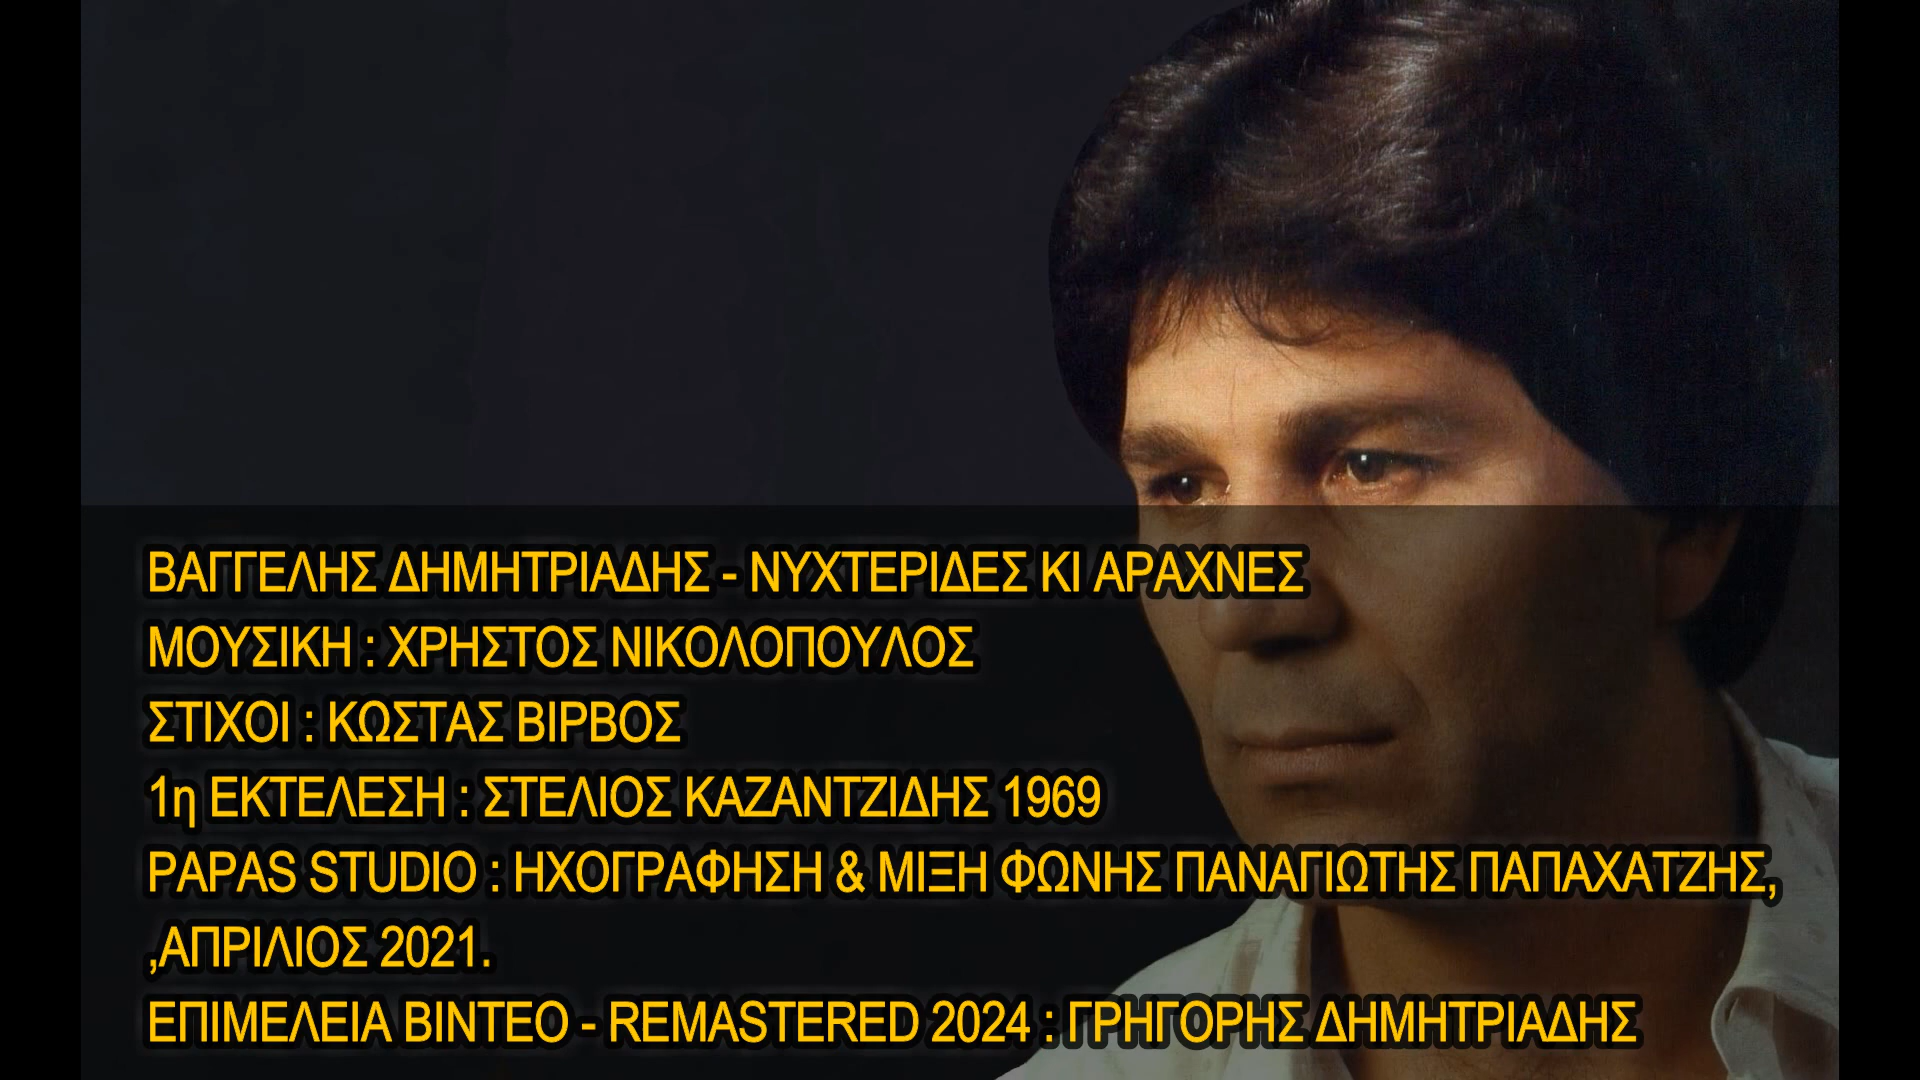 ΒΑΓΓΕΛΗΣ ΔΗΜΗΤΡΙΑΔΗΣ - ΝΥΧΤΕΡΙΔΕΣ ΚΙ ΑΡΑΧΝΕΣ
ΜΟΥΣΙΚΗ : ΧΡΗΣΤΟΣ ΝΙΚΟΛΟΠΟΥΛΟΣ
ΣΤΙΧΟΙ : ΚΩΣΤΑΣ ΒΙΡΒΟΣ
1η ΕΚΤΕΛΕΣΗ : ΣΤΕΛΙΟΣ ΚΑΖΑΝΤΖΙΔΗΣ 1969
PAPAS STUDIO : ΗΧΟΓΡΑΦΗΣΗ & ΜΙΞΗ ΦΩΝΗΣ ΠΑΝΑΓΙΩΤΗΣ ΠΑΠΑΧΑΤΖΗΣ,
,ΑΠΡΙΛΙΟΣ 2021.
ΕΠΙΜΕΛΕΙΑ ΒΙΝΤΕΟ - REMASTERED 2024 : ΓΡΗΓΟΡΗΣ ΔΗΜΗΤΡΙΑΔΗΣ